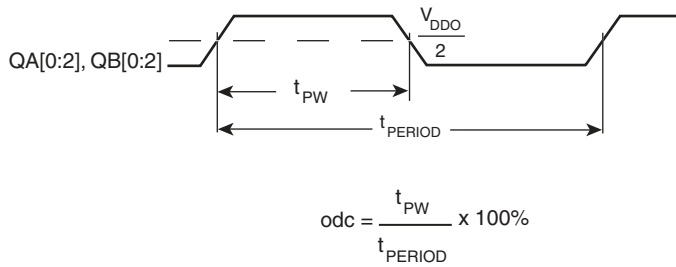 V_DDO
2
QA[0:2], QB[0:2]
t_PW
t_PERIOD
odc = t_PW / t_PERIOD x 100%